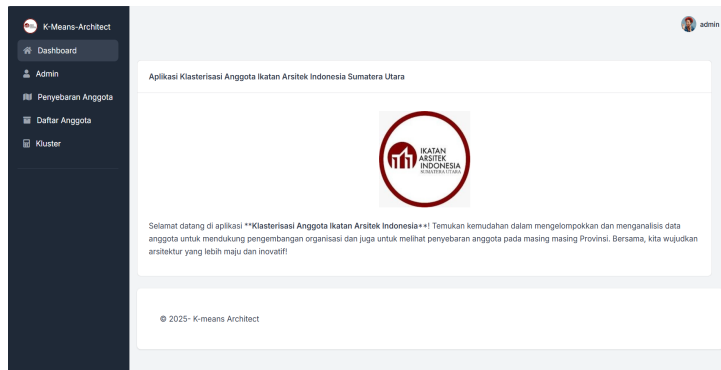 K-Means-Architect
admin
Dashboard
Admin
Penyebaran Anggota
Daftar Anggota
Kluster
Aplikasi Klasterisasi Anggota Ikatan Arsitek Indonesia Sumatera Utara
IKATAN
ARSITEK
INDONESIA
SUMATERA UTARA
Selamat datang di aplikasi **Klasterisasi Anggota Ikatan Arsitek Indonesia**! Temukan kemudahan dalam mengelompokkan dan menganalisis data
anggota untuk mendukung pengembangan organisasi dan juga untuk melihat penyebaran anggota pada masing masing Provinsi. Bersama, kita wujudkan
arsitektur yang lebih maju dan inovatif!
© 2025- K-means Architect